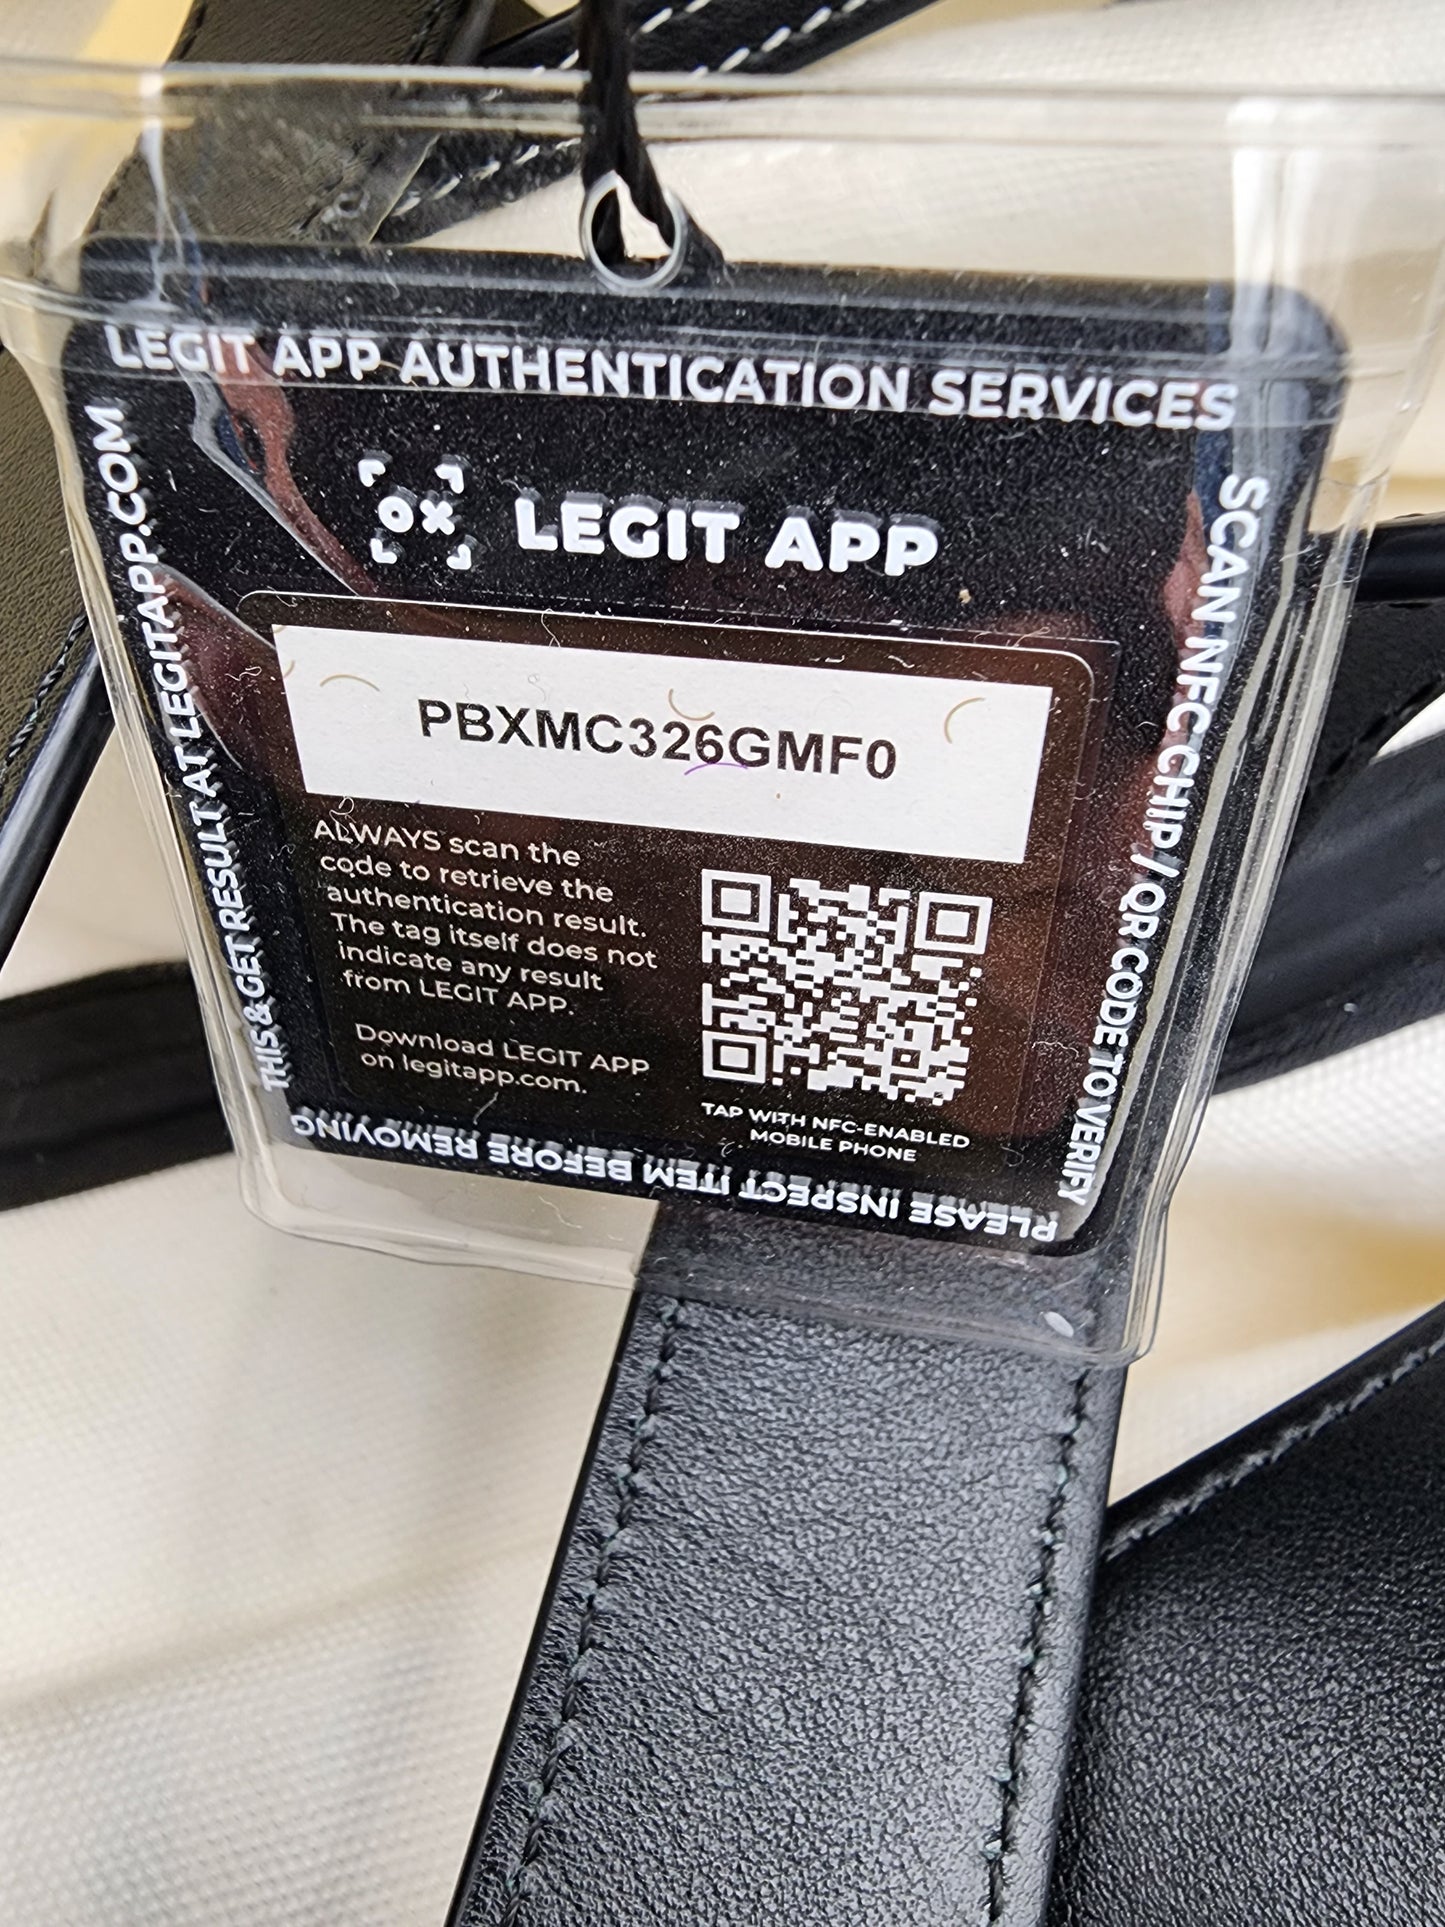 LEGIT APP AUTHENTICATION SERVICES
SCAN NFC CHIP / QR CODE TO VERIFY
PLEASE INSPECT ITEM BEFORE REMOVING
THIS & GET RESULT AT LEGITAPP.COM
LEGIT APP
PBXMC326GMF0
ALWAYS scan the
code to retrieve the
authentication result.
The tag itself does not
indicate any result
from LEGIT APP.
Download LEGIT APP
on legitapp.com.
TAP WITH NFC-ENABLED
MOBILE PHONE